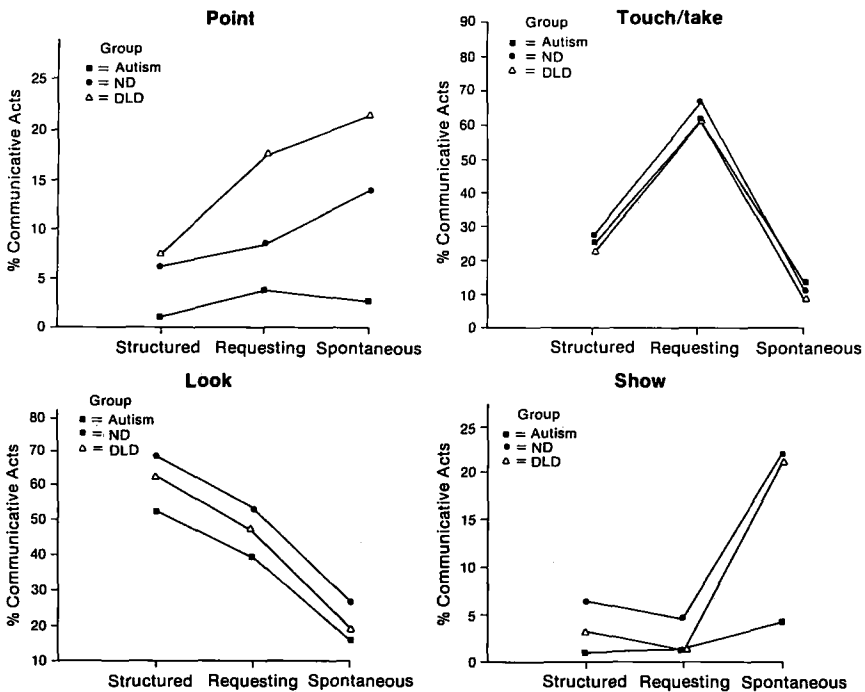 Point
Group
■ = Autism
● = ND
△ = DLD
% Communicative Acts
25
20
15
10
5
0
Structured Requesting Spontaneous
Touch/take
Group
■ = Autism
● = ND
△ = DLD
% Communicative Acts
90
80
70
60
50
40
30
20
10
0
Structured Requesting Spontaneous
Look
Group
■ = Autism
● = ND
△ = DLD
% Communicative Acts
80
70
60
50
40
30
20
10
Structured Requesting Spontaneous
Show
Group
■ = Autism
● = ND
△ = DLD
% Communicative Acts
25
20
15
10
5
0
Structured Requesting Spontaneous